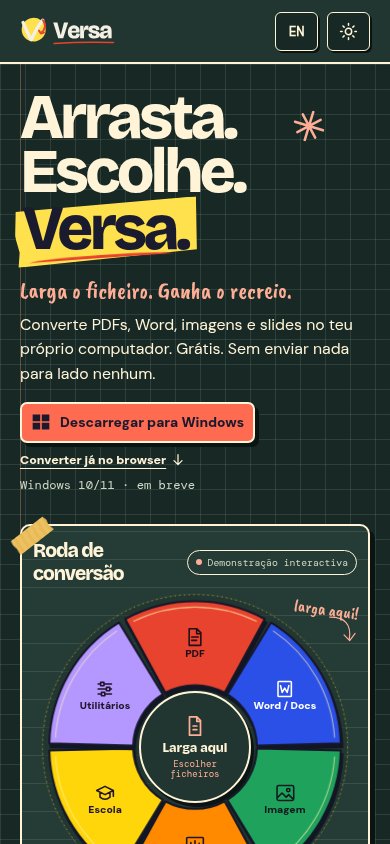 Versa
EN
Arrasta.
Escolhe.
Versa.
Larga o ficheiro. Ganha o recreio.
Converte PDFs, Word, imagens e slides no teu
próprio computador. Grátis. Sem enviar nada
para lado nenhum.
Descarregar para Windows
Converter já no browser ↓
Windows 10/11 · em breve
Roda de
conversão
Demonstração interactiva
larga aqui!
PDF
Utilitários
Word / Docs
Larga aqui
Escolher
ficheiros
Escola
Imagem